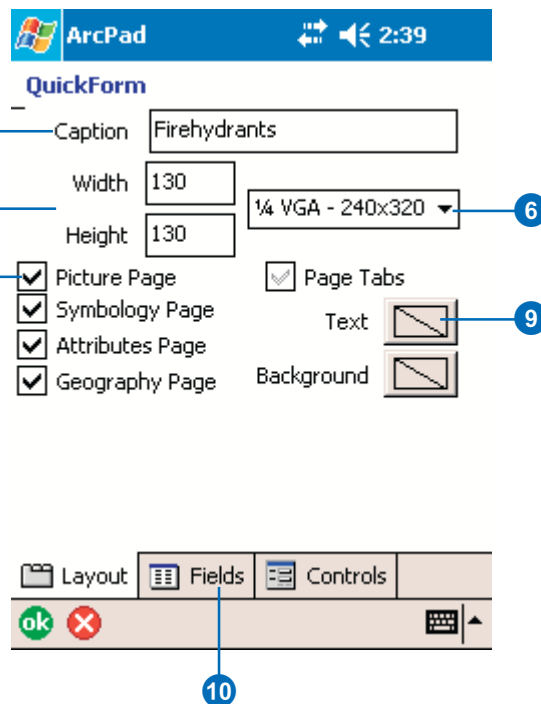 ArcPad 2:39
QuickForm
Caption Firehydrants
Width 130
¼ VGA - 240x320 6
Height 130
Picture Page Page Tabs
Symbology Page Text 9
Attributes Page
Geography Page Background
Layout Fields Controls
ok
10